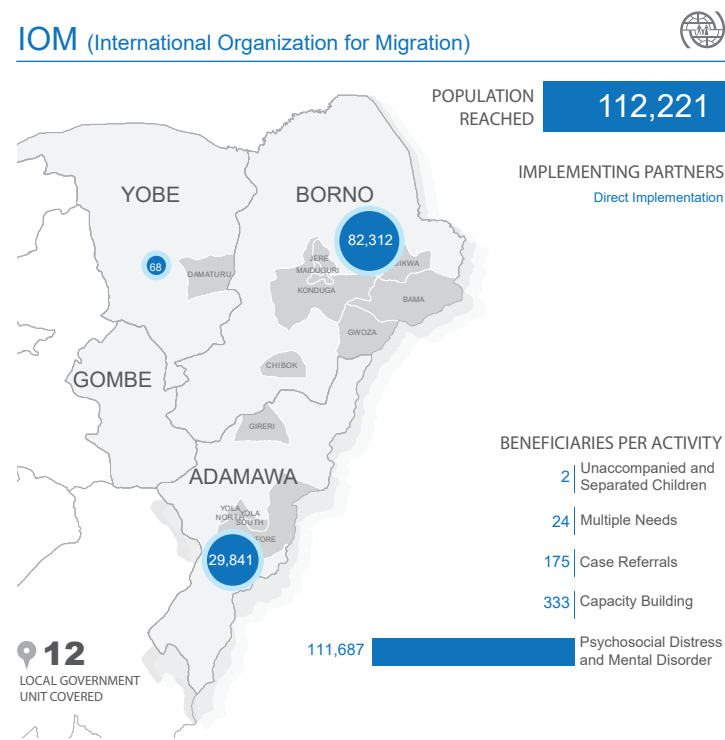 IOM (International Organization for Migration)
POPULATION
REACHED
112,221
IMPLEMENTING PARTNERS
Direct Implementation
YOBE
BORNO
82,312
68
DAMATURU
JERE
MAIDUGURI
DIKWA
KONDUGA
BAMA
GWOZA
CHIBOK
GOMBE
GIRERI
ADAMAWA
YOLA
NORTH
YOLA
SOUTH
FORE
29,841
BENEFICIARIES PER ACTIVITY
2 Unaccompanied and
Separated Children
24 Multiple Needs
175 Case Referrals
333 Capacity Building
111,687 Psychosocial Distress
and Mental Disorder
12
LOCAL GOVERNMENT
UNIT COVERED